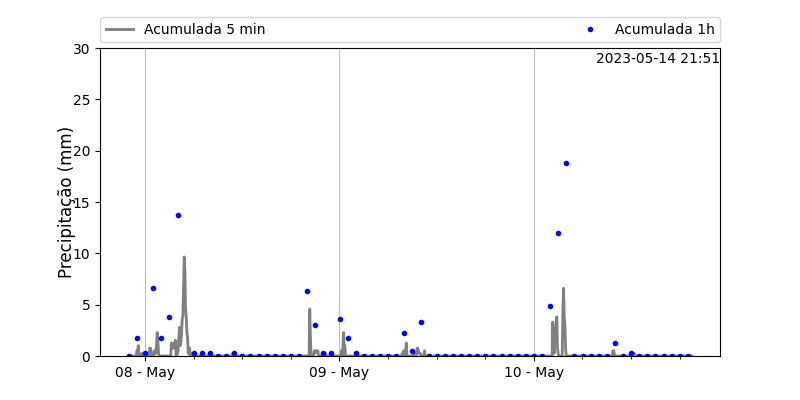 Acumulada 5 min
Acumulada 1h
2023-05-14 21:51
Precipitação (mm)
30
25
20
15
10
5
0
08 - May
09 - May
10 - May